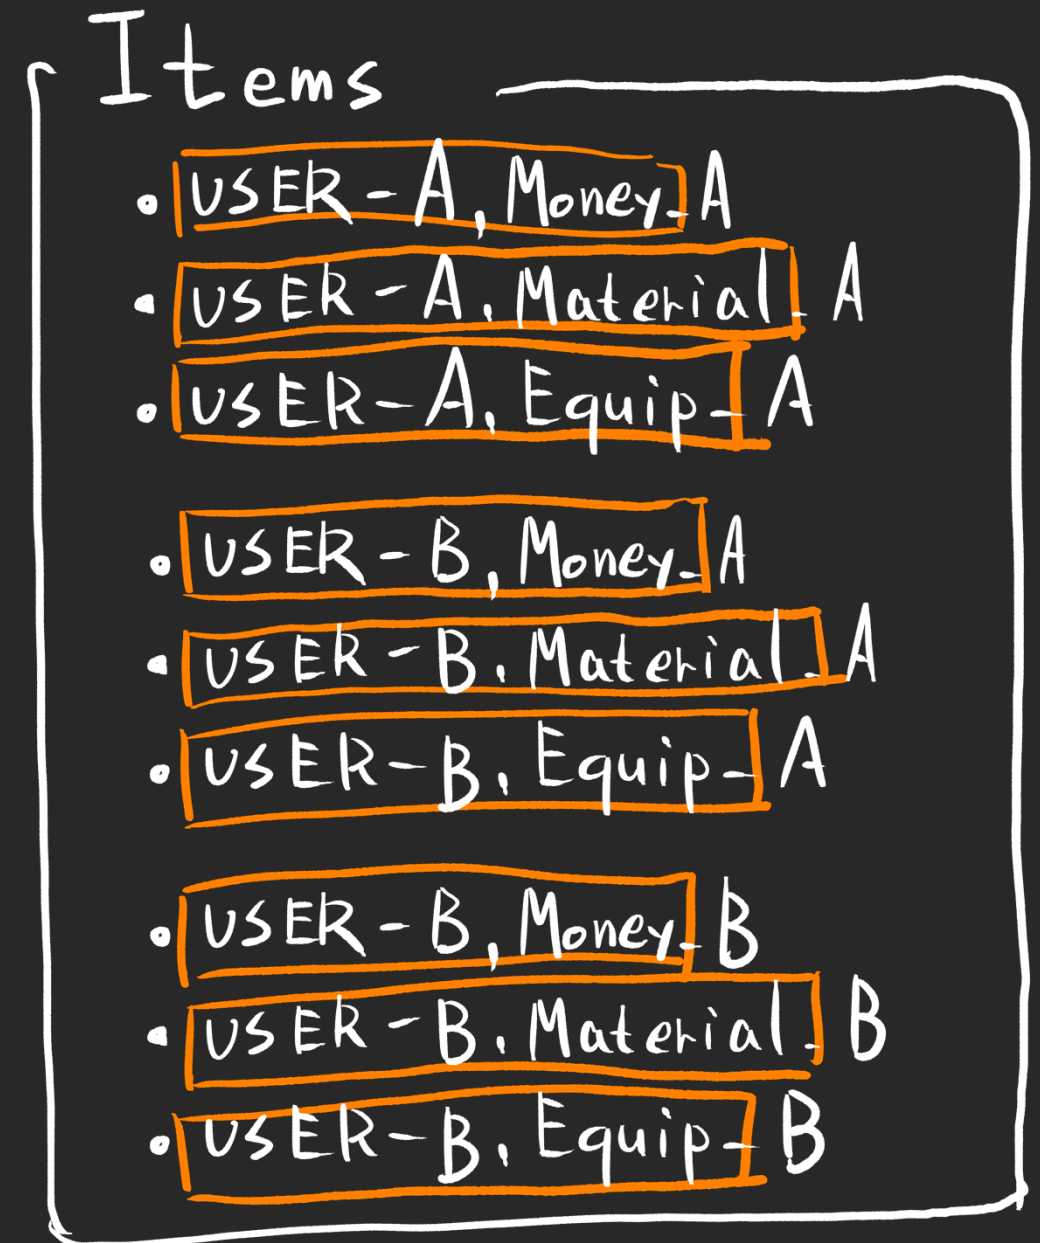 Items
• USER-A, Money_A
• USER-A, Material_A
• USER-A, Equip_A
• USER-B, Money_A
• USER-B, Material_A
• USER-B, Equip_A
• USER-B, Money_B
• USER-B, Material_B
• USER-B, Equip_B